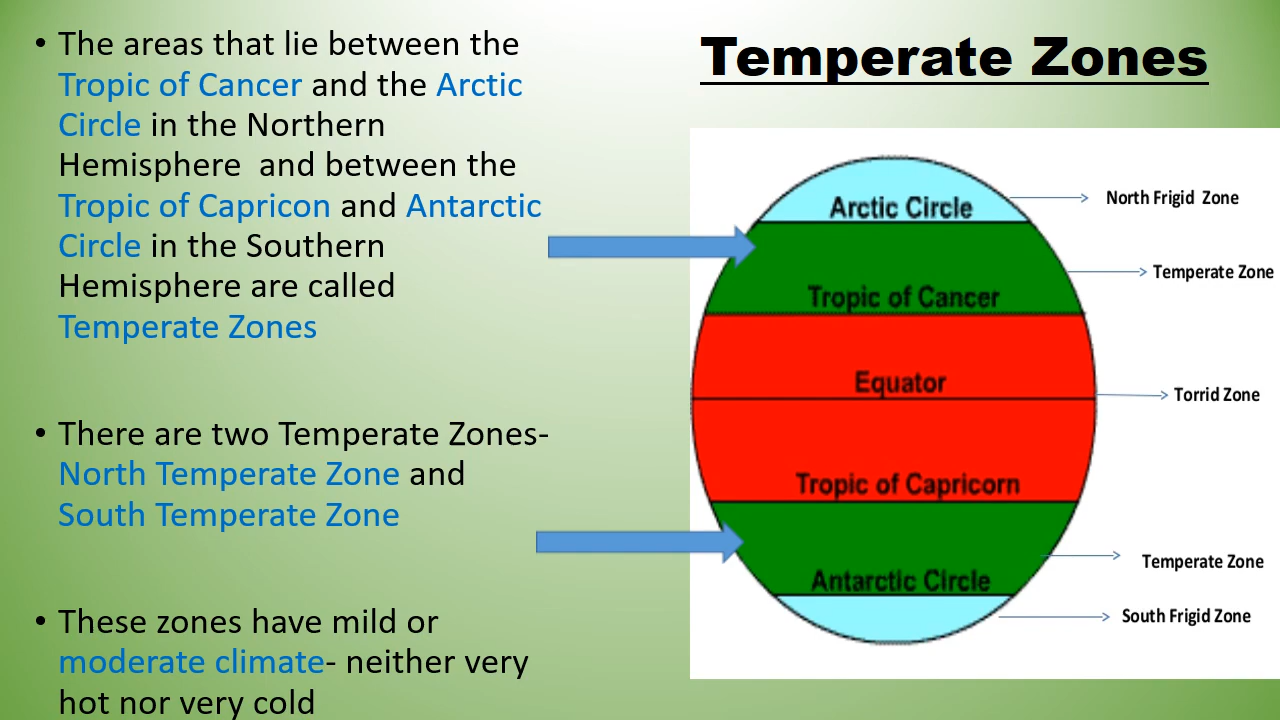 Temperate Zones
• The areas that lie between the
Tropic of Cancer and the Arctic
Circle in the Northern
Hemisphere  and between the
Tropic of Capricon and Antarctic
Circle in the Southern
Hemisphere are called
Temperate Zones
• There are two Temperate Zones-
North Temperate Zone and
South Temperate Zone
• These zones have mild or
moderate climate- neither very
hot nor very cold
Arctic Circle
North Frigid  Zone
Temperate Zone
Tropic of Cancer
Equator
Torrid Zone
Tropic of Capricorn
Temperate Zone
Antarctic Circle
South Frigid Zone